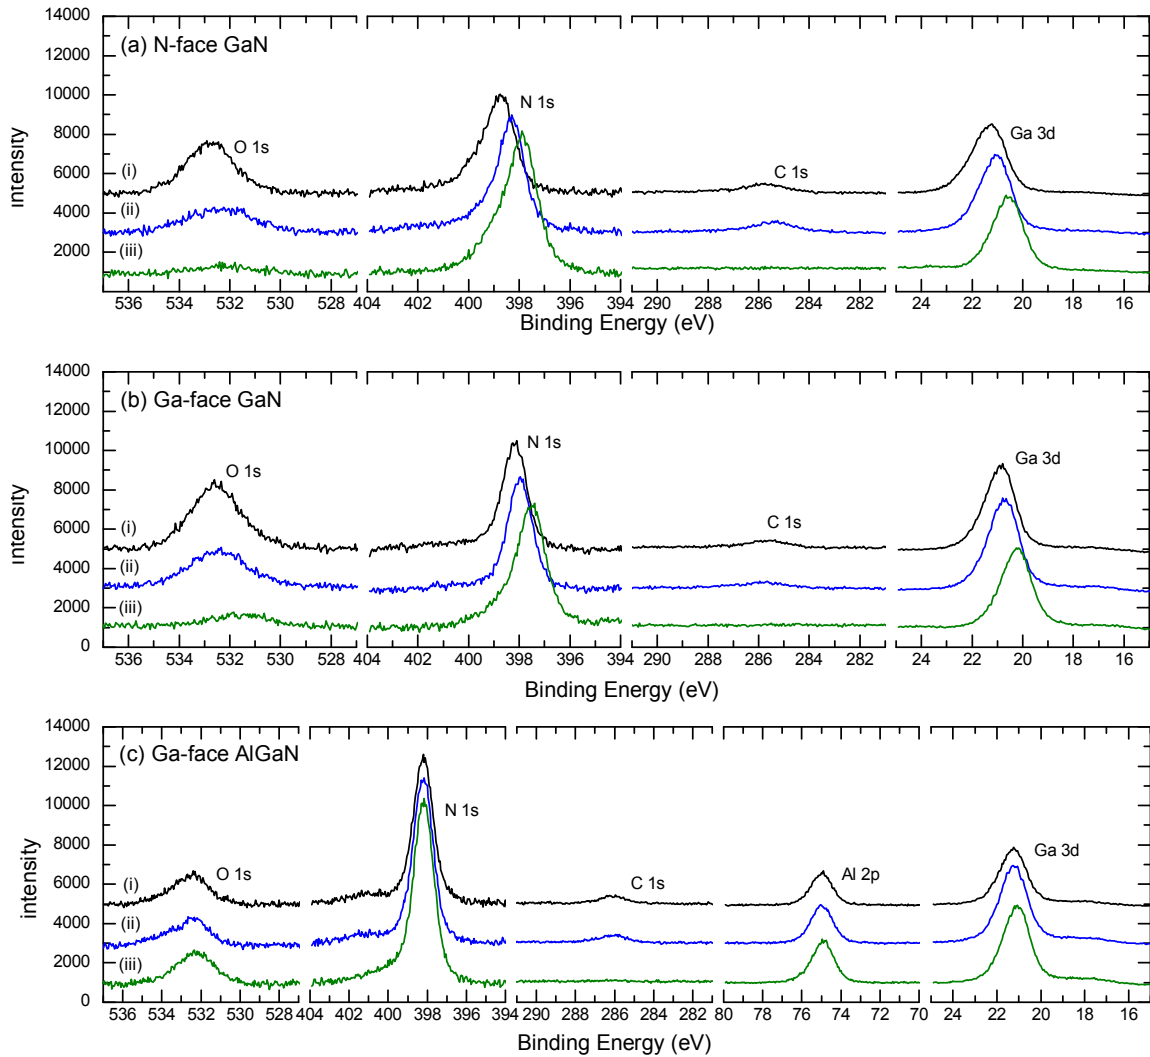 14000
(a) N-face GaN
12000
10000
N 1s
8000
O 1s
Ga 3d
intensity
6000
(i)
C 1s
4000
(ii)
2000
(iii)
536 534 532 530 528 404 400 398 396 394 290 288 286 284 282 24 22 20 18 16
Binding Energy (eV)
14000
(b) Ga-face GaN
12000
10000
N 1s
8000
O 1s
Ga 3d
intensity
6000
(i)
C 1s
4000
(ii)
2000
(iii)
0
536 534 532 530 528 404 400 398 396 394 290 288 286 284 282 24 22 20 18 16
Binding Energy (eV)
14000
(c) Ga-face AlGaN
12000
10000
N 1s
8000
O 1s
Ga 3d
intensity
6000
(i)
C 1s
Al 2p
4000
(ii)
2000
(iii)
0
536 534 532 530 528 404 400 398 396 394 290 288 286 284 282 80 78 76 74 72 70 24 22 20 18 16
Binding Energy (eV)